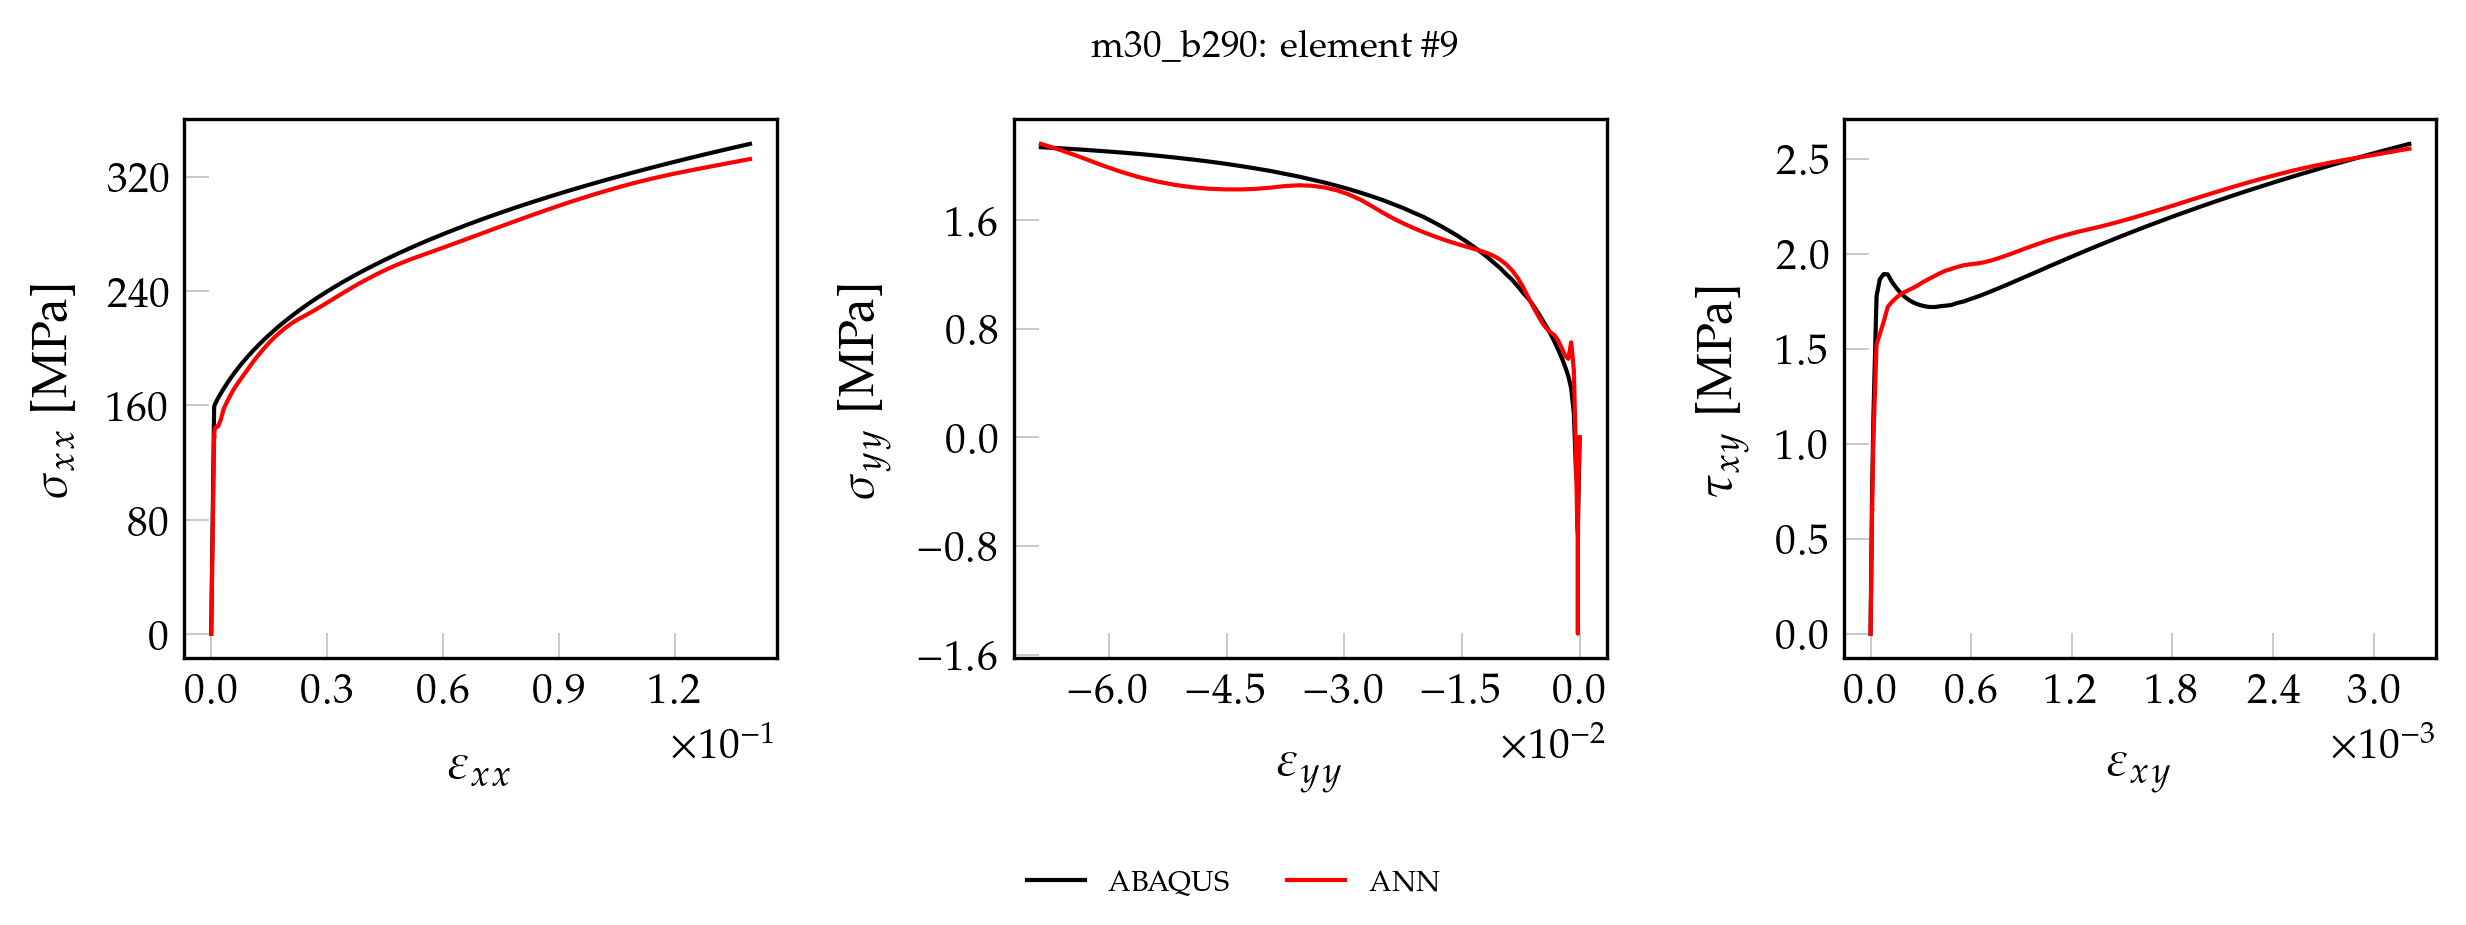 m30_b290: element #9
σxx [MPa]
320
240
160
80
0
0.0 0.3 0.6 0.9 1.2
×10−1
εxx
σyy [MPa]
1.6
0.8
0.0
−0.8
−1.6
−6.0 −4.5 −3.0 −1.5 0.0
×10−2
εyy
τxy [MPa]
2.5
2.0
1.5
1.0
0.5
0.0
0.0 0.6 1.2 1.8 2.4 3.0
×10−3
εxy
ABAQUS ANN